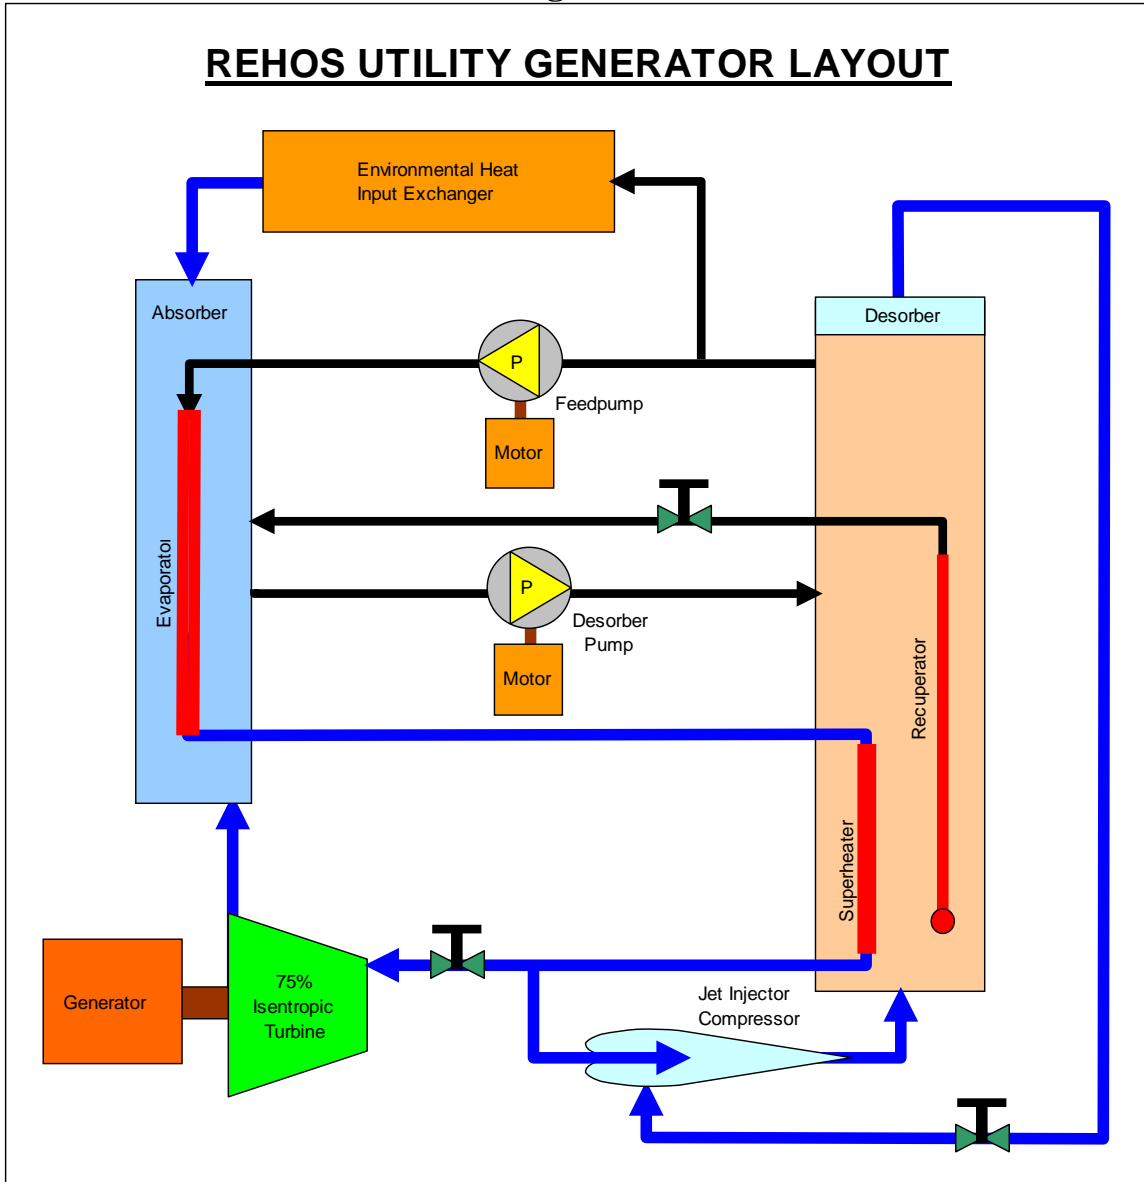 REHOS UTILITY GENERATOR LAYOUT
Environmental Heat
Input Exchanger
Absorber
Desorber
P
Feedpump
Motor
Evaporator
P
Desorber
Pump
Motor
Recuperator
Superheater
Generator
75%
Isentropic
Turbine
Jet Injector
Compressor